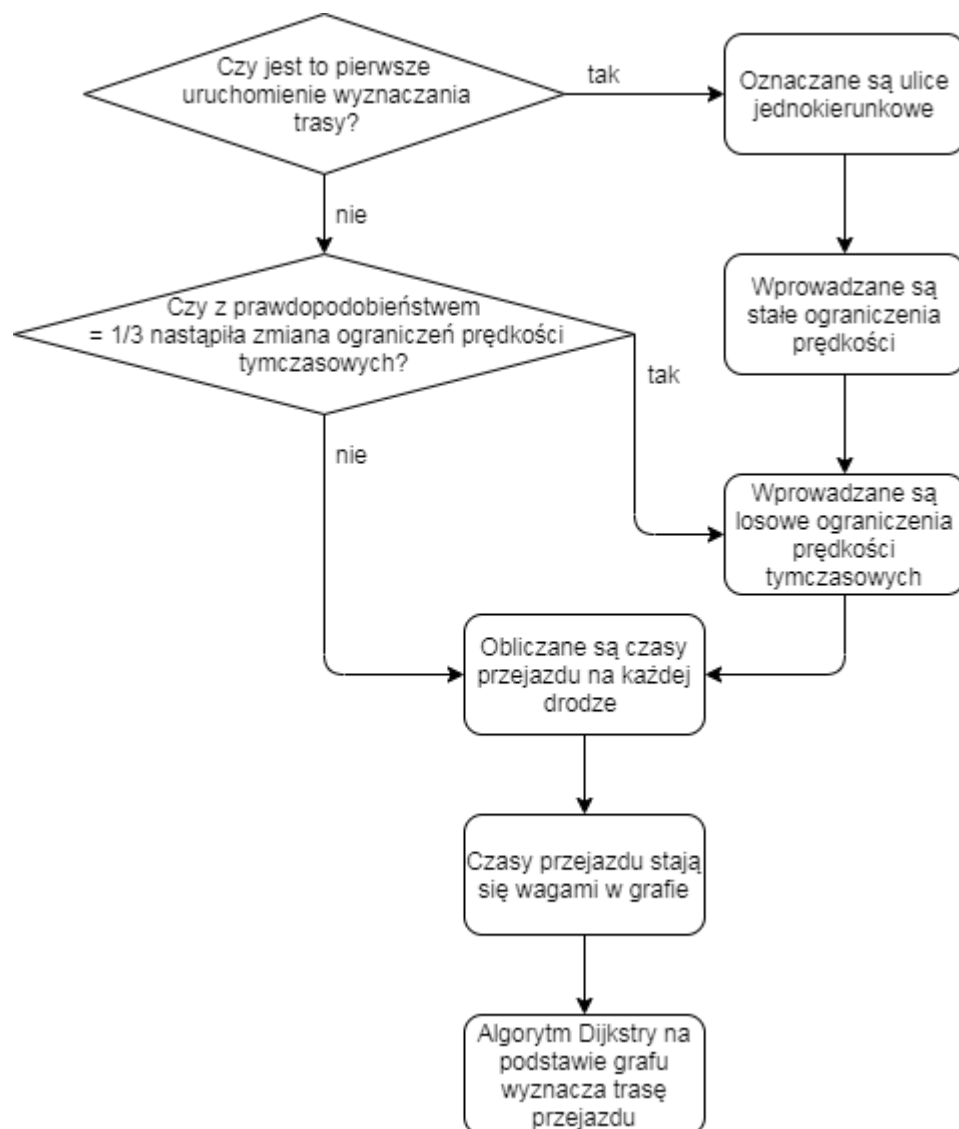 Czy jest to pierwsze
uruchomienie wyznaczania
trasy?
tak
Oznaczane są ulice
jednokierunkowe
nie
Wprowadzane są
stałe ograniczenia
prędkości
Czy z prawdopodobieństwem
= 1/3 nastąpiła zmiana ograniczeń prędkości
tymczasowych?
tak
nie
Wprowadzane są
losowe ograniczenia
prędkości
tymczasowych
Obliczane są czasy
przejazdu na każdej
drodze
Czasy przejazdu stają
się wagami w grafie
Algorytm Dijkstry na
podstawie grafu
wyznacza trasę
przejazdu